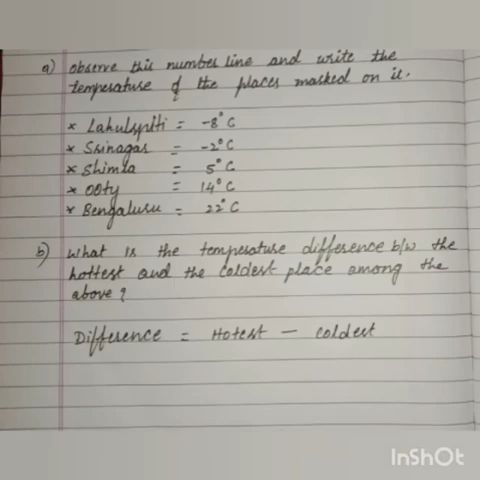 a) observe this number line and write the
temperature of the places marked on it.
* Lahulspiti = -8°C
* Srinagar = -2°C
* Shimla = 5°C
* OOty = 14°C
* Bengaluru = 22°C
b) What is the temperature difference b/w the
hottest and the coldest place among the
above?
Difference = Hotest - coldest
InShOt